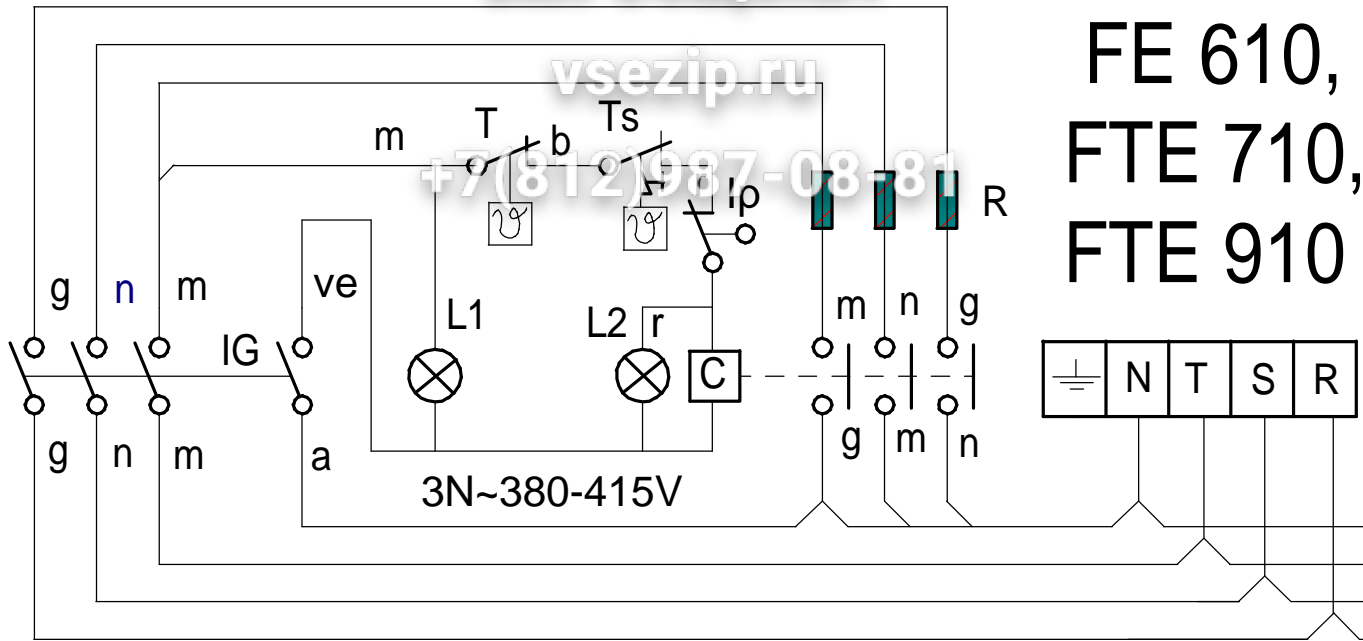 vsezip.ru
+7(812)987-08-81
FE 610,
FTE 710,
FTE 910
m
T
b
Ts
Ip
R
g
n
m
ve
IG
L1
L2
r
C
m
n
g
g
n
m
a
g
m
n
3N~380-415V
N
T
S
R